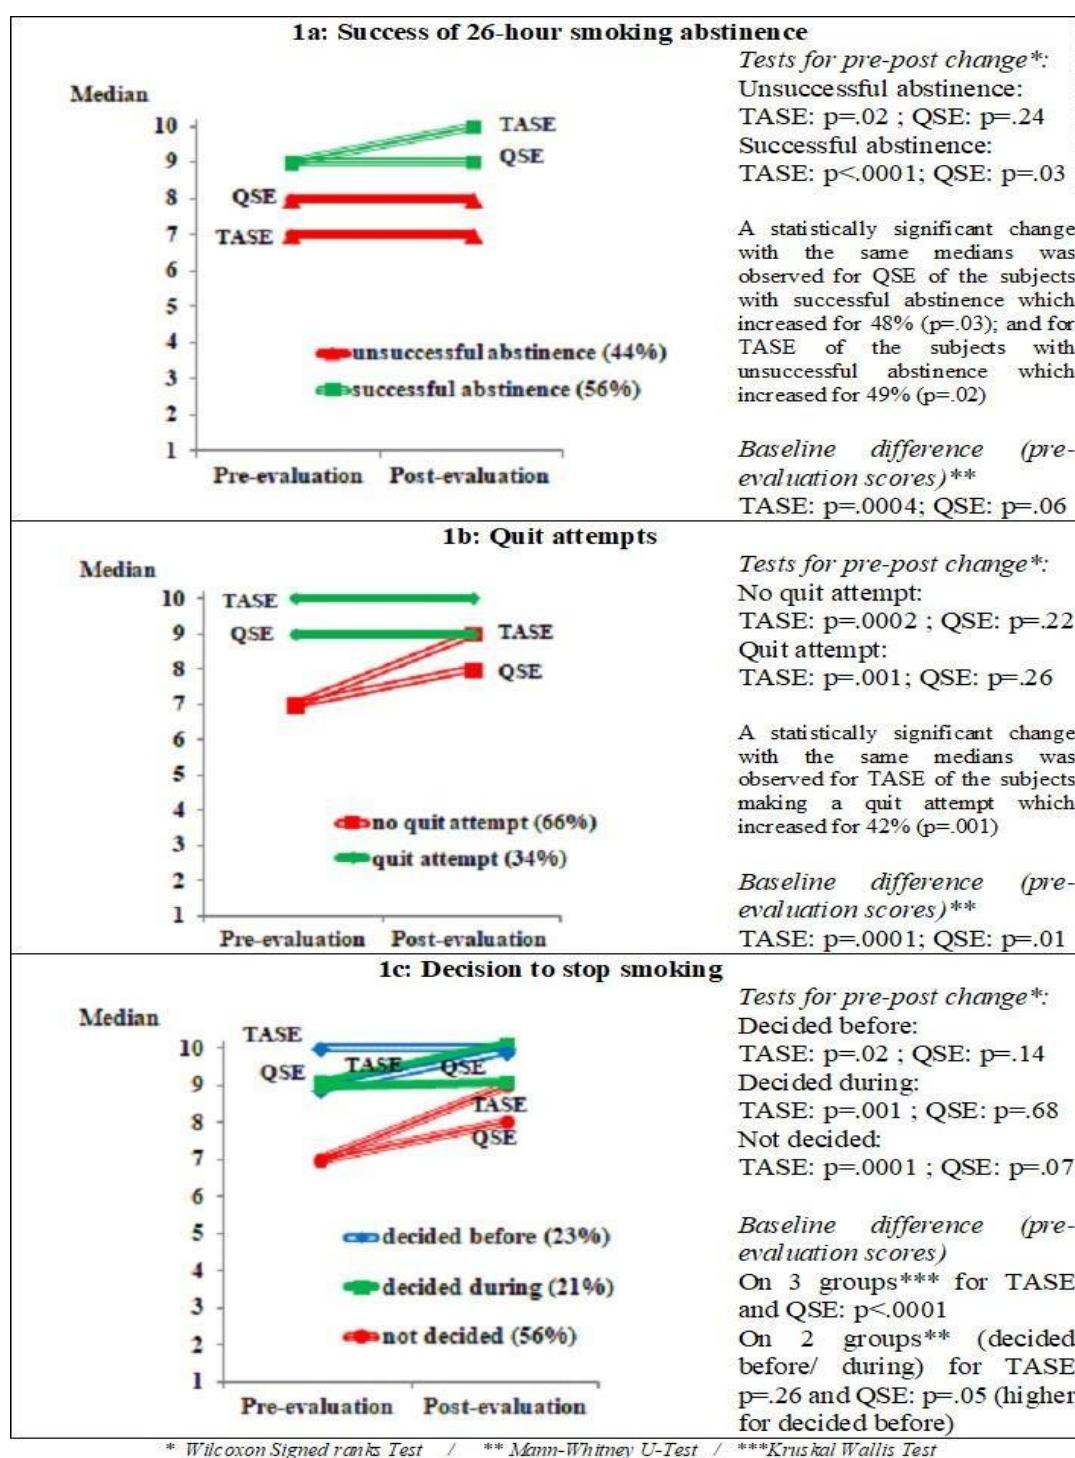 1a: Success of 26-hour smoking abstinence
Median
10
9
8
7
6
5
4
3
2
1
TASE
QSE
QSE
TASE
unsuccessful abstinence (44%)
successful abstinence (56%)
Pre-evaluation Post-evaluation
Tests for pre-post change*:
Unsuccessful abstinence:
TASE: p=.02 ; QSE: p=.24
Successful abstinence:
TASE: p<.0001; QSE: p=.03
A statistically significant change
with the same medians was
observed for QSE of the subjects
with successful abstinence which
increased for 48% (p=.03); and for
TASE of the subjects with
unsuccessful abstinence which
increased for 49% (p=.02)
Baseline difference (pre-
evaluation scores)**
TASE: p=.0004; QSE: p=.06
1b: Quit attempts
Median
10
9
8
7
6
5
4
3
2
1
TASE
QSE
TASE
QSE
no quit attempt (66%)
quit attempt (34%)
Pre-evaluation Post-evaluation
Tests for pre-post change*:
No quit attempt:
TASE: p=.0002 ; QSE: p=.22
Quit attempt:
TASE: p=.001; QSE: p=.26
A statistically significant change
with the same medians was
observed for TASE of the subjects
making a quit attempt which
increased for 42% (p=.001)
Baseline difference (pre-
evaluation scores)**
TASE: p=.0001; QSE: p=.01
1c: Decision to stop smoking
Median
10
9
8
7
6
5
4
3
2
1
TASE
QSE
TASE
QSE
TASE
QSE
decided before (23%)
decided during (21%)
not decided (56%)
Pre-evaluation Post-evaluation
Tests for pre-post change*:
Decided before:
TASE: p=.02 ; QSE: p=.14
Decided during:
TASE: p=.001 ; QSE: p=.68
Not decided:
TASE: p=.0001 ; QSE: p=.07
Baseline difference (pre-
evaluation scores)
On 3 groups*** for TASE
and QSE: p<.0001
On 2 groups** (decided
before/ during) for TASE
p=.26 and QSE: p=.05 (higher
for decided before)
* Wilcoxon Signed ranks Test / ** Mann-Whitney U-Test / ***Kruskal Wallis Test